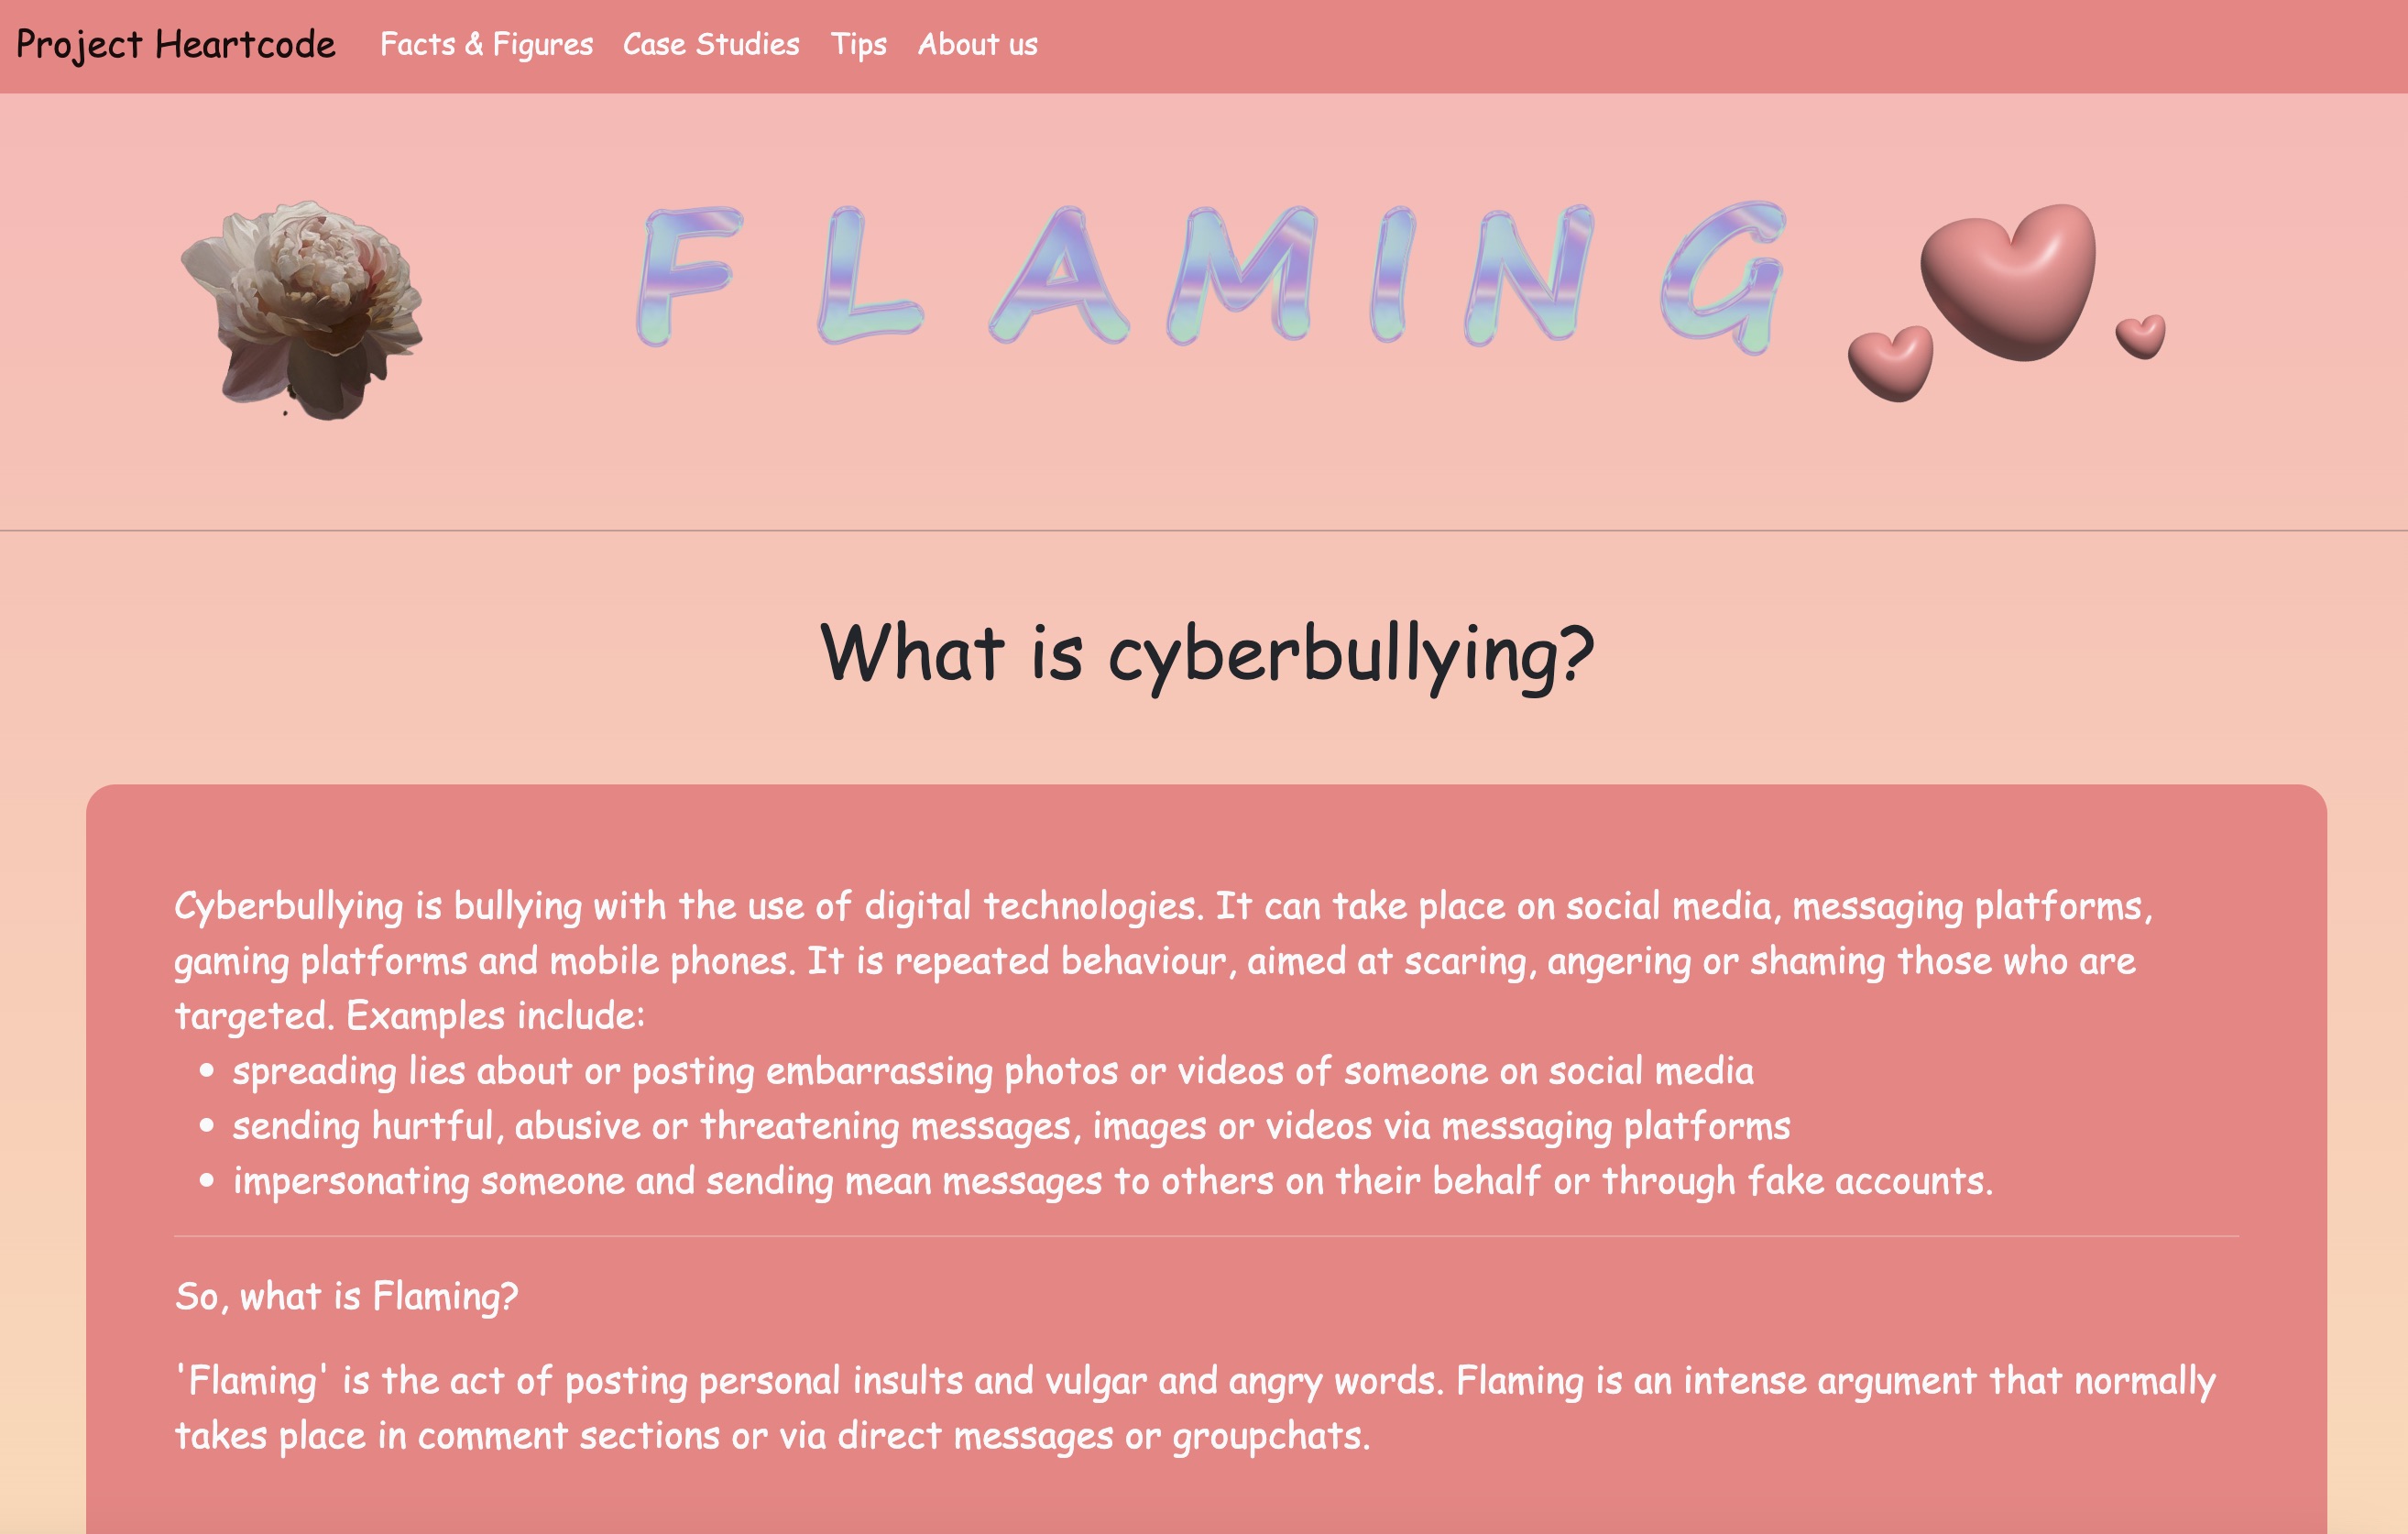 Project Heartcode Facts & Figures Case Studies Tips About us
FLAMING
What is cyberbullying?
Cyberbullying is bullying with the use of digital technologies. It can take place on social media, messaging platforms,
gaming platforms and mobile phones. It is repeated behaviour, aimed at scaring, angering or shaming those who are
targeted. Examples include:
• spreading lies about or posting embarrassing photos or videos of someone on social media
• sending hurtful, abusive or threatening messages, images or videos via messaging platforms
• impersonating someone and sending mean messages to others on their behalf or through fake accounts.
So, what is Flaming?
'Flaming' is the act of posting personal insults and vulgar and angry words. Flaming is an intense argument that normally
takes place in comment sections or via direct messages or groupchats.